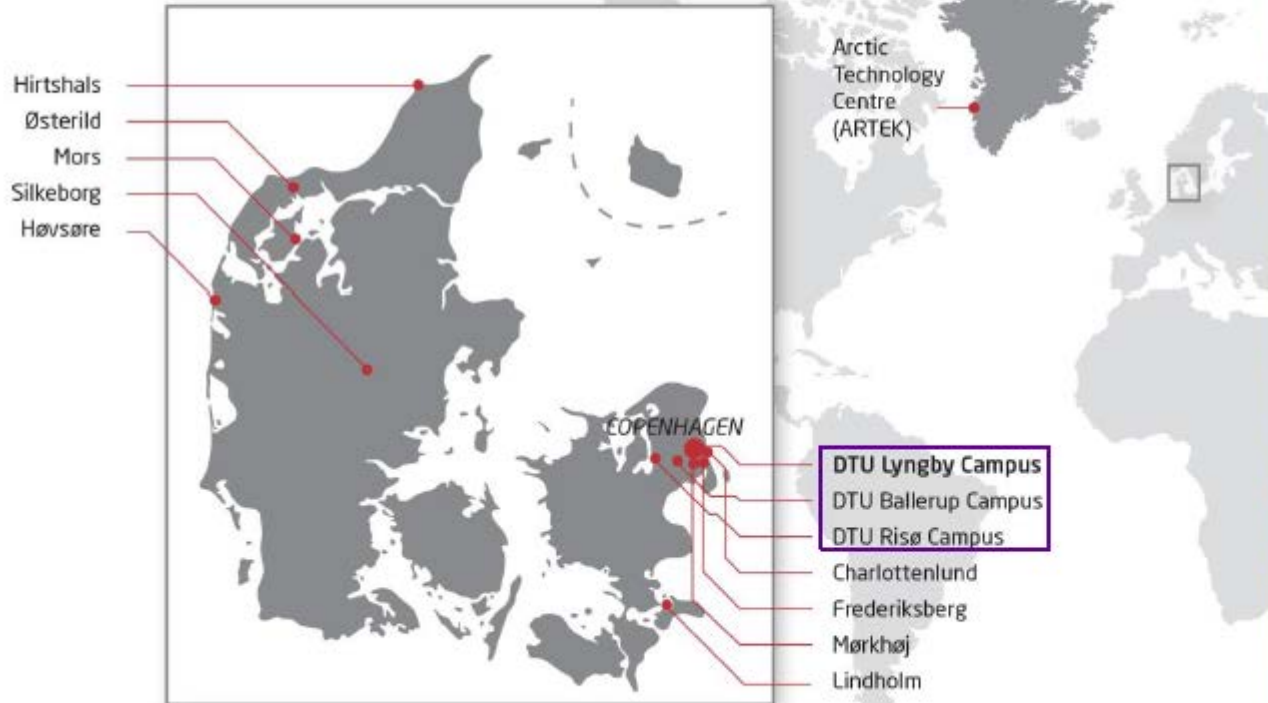 Hirtshals
Østerild
Mors
Silkeborg
Høvsøre
COPENHAGEN
Arctic
Technology
Centre
(ARTEK)
DTU Lyngby Campus
DTU Ballerup Campus
DTU Risø Campus
Charlottenlund
Frederiksberg
Mørkhøj
Lindholm